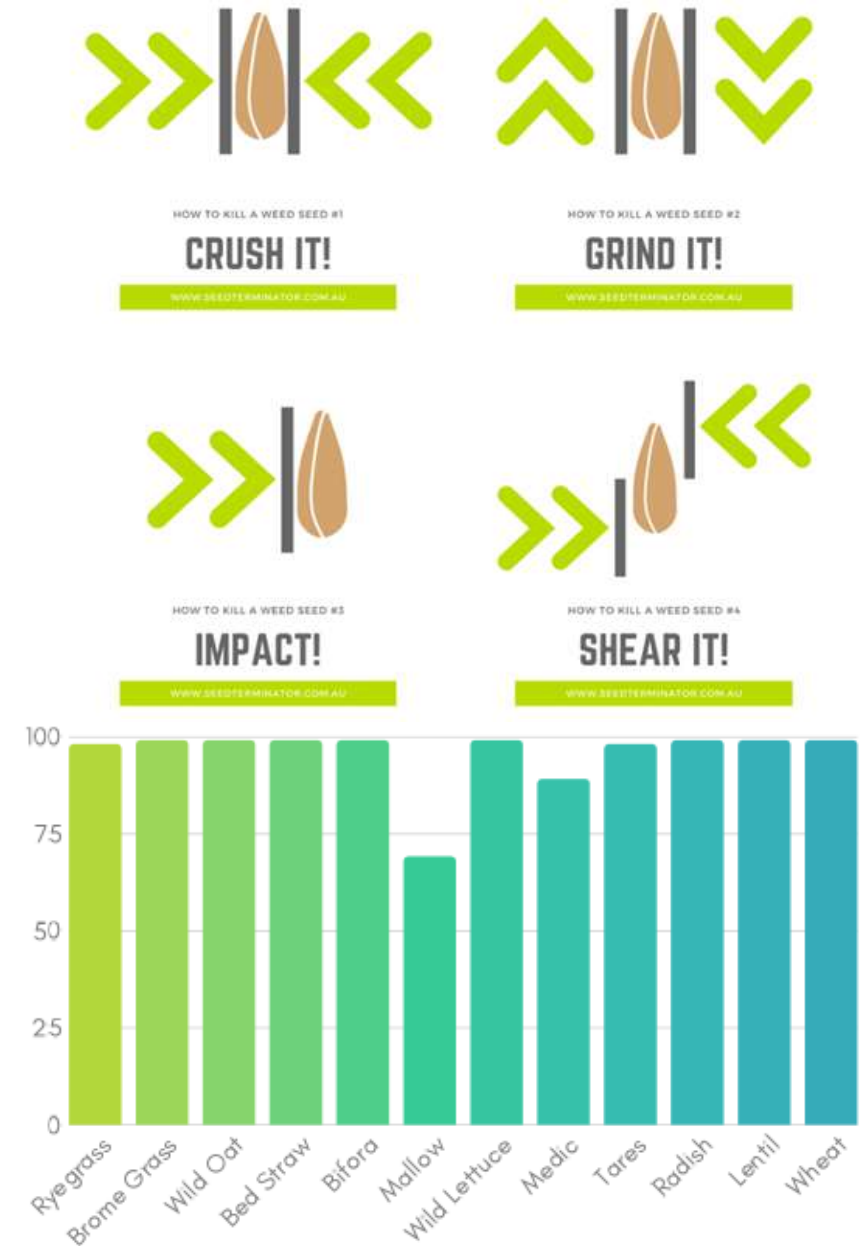 HOW TO KILL A WEED SEED #1
CRUSH IT!
WWW.SEEDTERMINATOR.COM.AU
HOW TO KILL A WEED SEED #2
GRIND IT!
WWW.SEEDTERMINATOR.COM.AU
HOW TO KILL A WEED SEED #3
IMPACT!
WWW.SEEDTERMINATOR.COM.AU
HOW TO KILL A WEED SEED #4
SHEAR IT!
WWW.SEEDTERMINATOR.COM.AU
100
75
50
25
0
Ryegrass
Brome Grass
Wild Oat
Bed Straw
Bifora
Mallow
Wild Lettuce
Medic
Tares
Radish
Lentil
Wheat